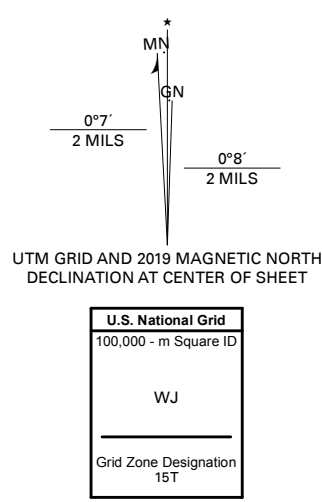 ★
MN
GN
0°7´
2 MILS
0°8´
2 MILS
UTM GRID AND 2019 MAGNETIC NORTH
DECLINATION AT CENTER OF SHEET
U.S. National Grid
100,000 - m Square ID
WJ
Grid Zone Designation
15T